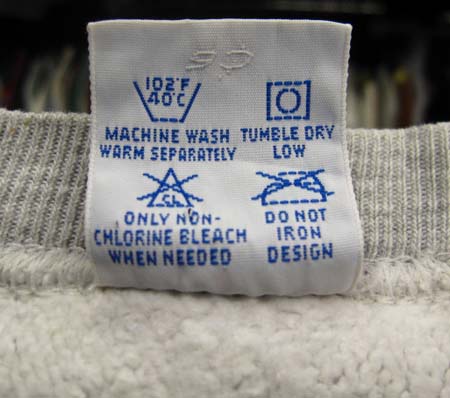 102°F
40°C
MACHINE WASH
WARM SEPARATELY
TUMBLE DRY
LOW
CL
ONLY NON-
CHLORINE BLEACH
WHEN NEEDED
DO NOT
IRON
DESIGN